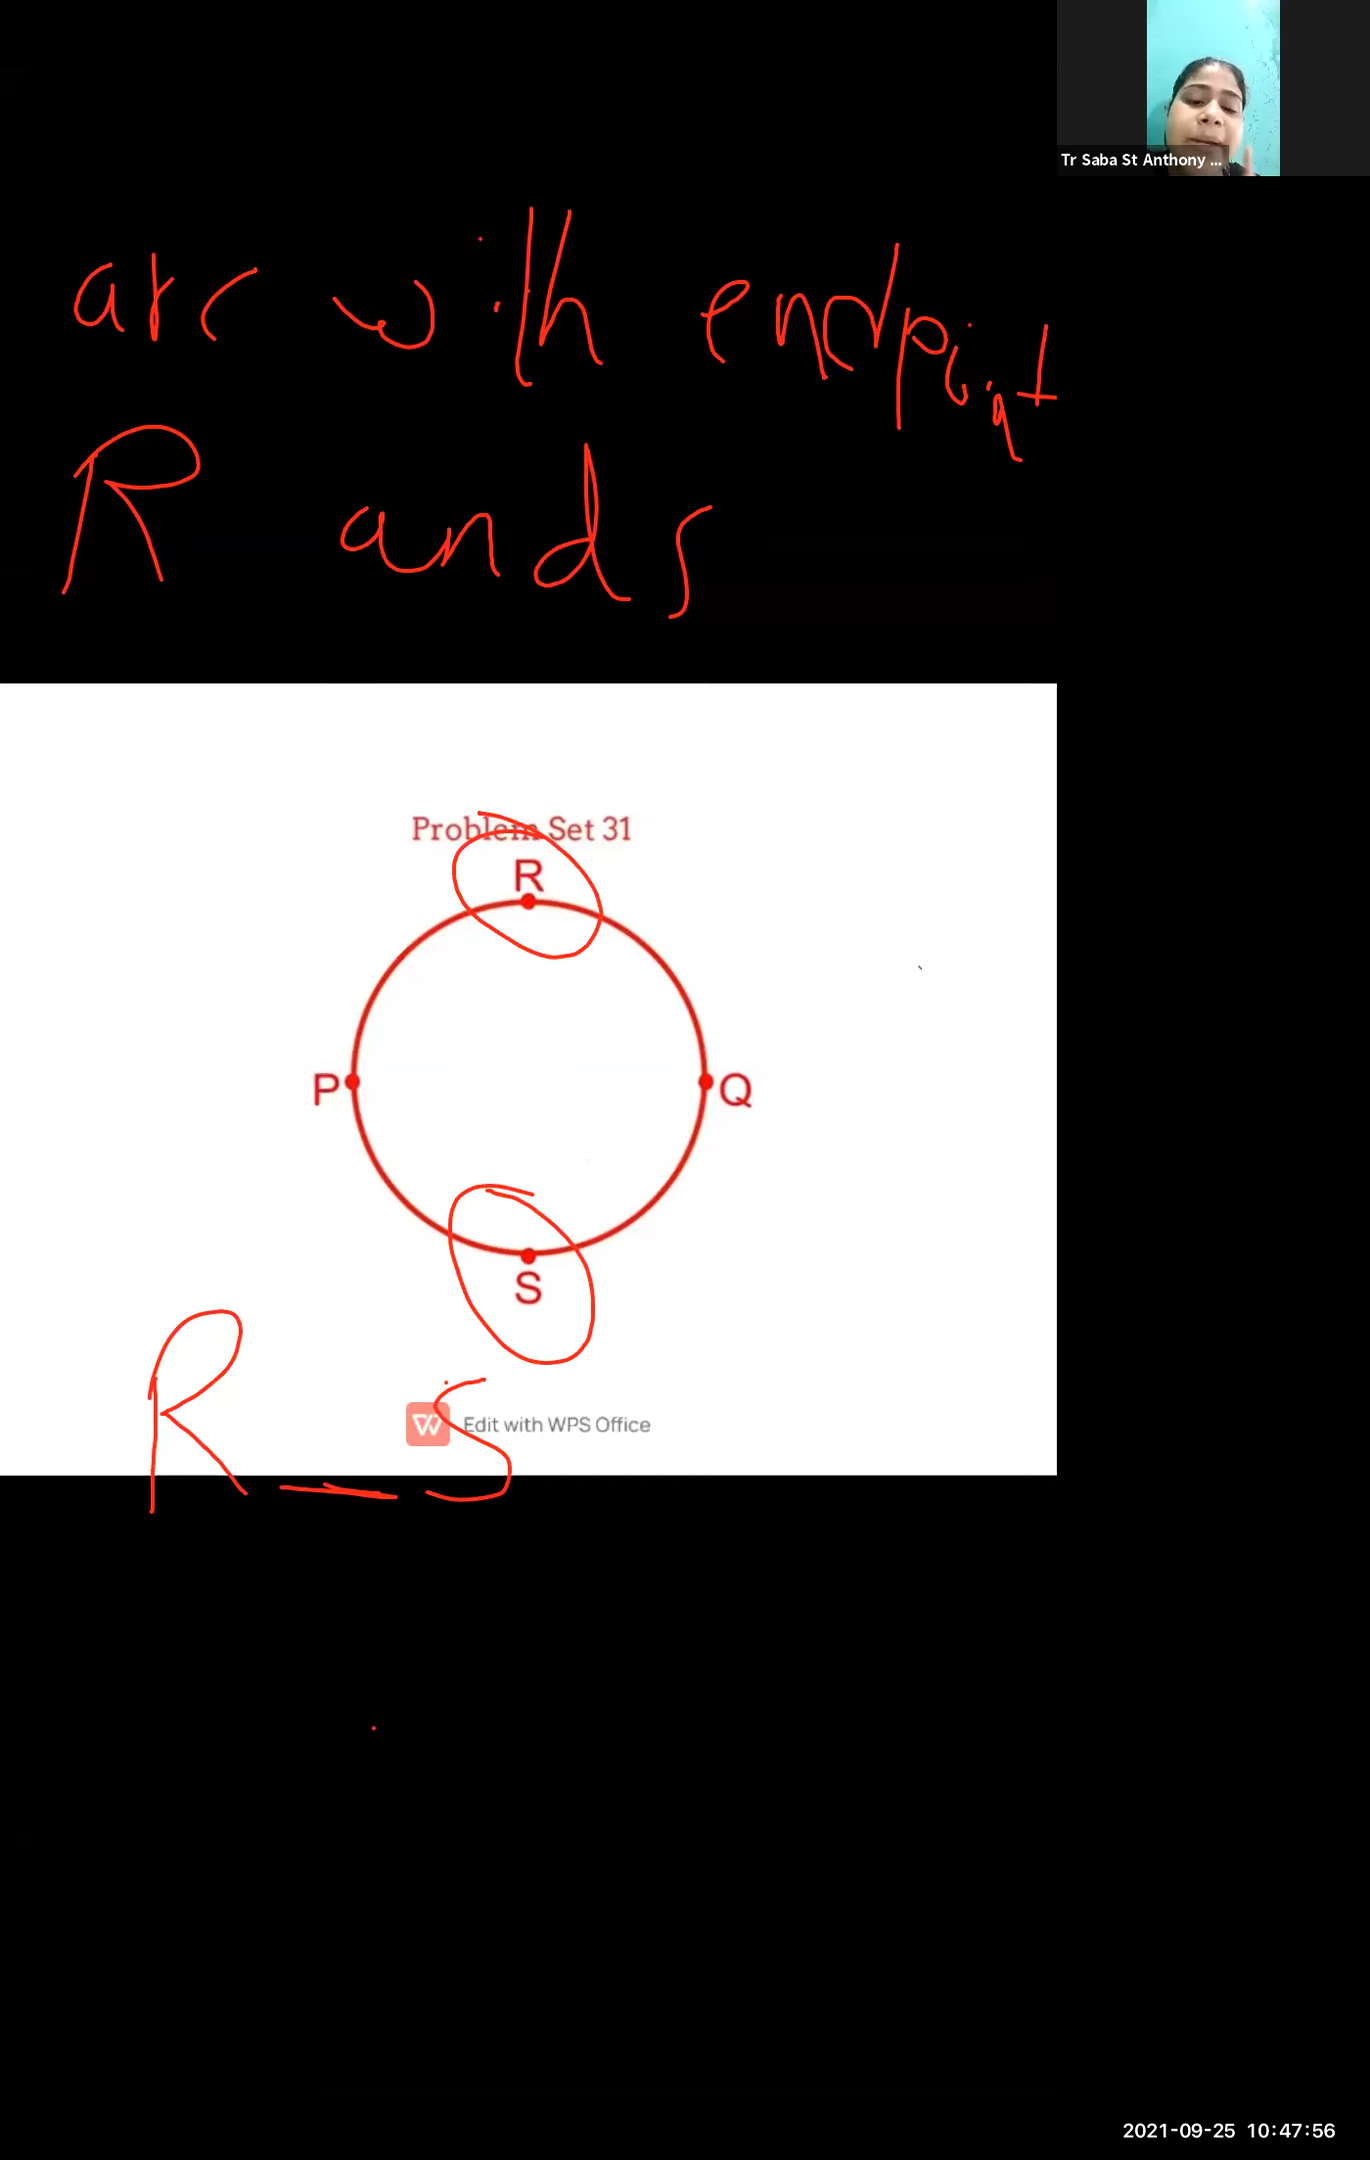 Tr Saba St Anthony ...
arc with endpoint
R and S
Problem Set 31
R
P
Q
S
R _ S
Edit with WPS Office
2021-09-25 10:47:56